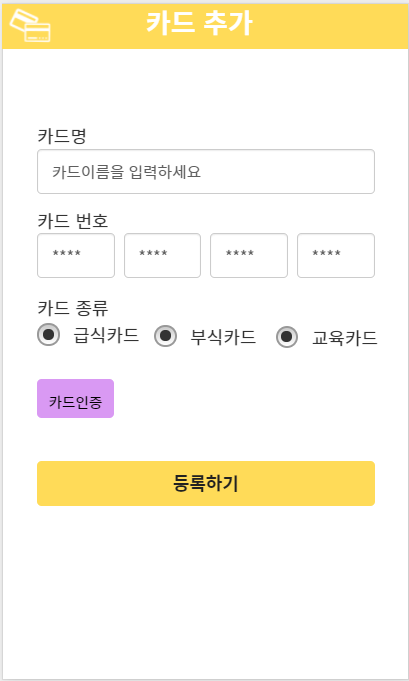 카드 추가
카드명
카드이름을 입력하세요
카드 번호
**** **** **** ****
카드 종류
급식카드 부식카드 교육카드
카드인증
등록하기